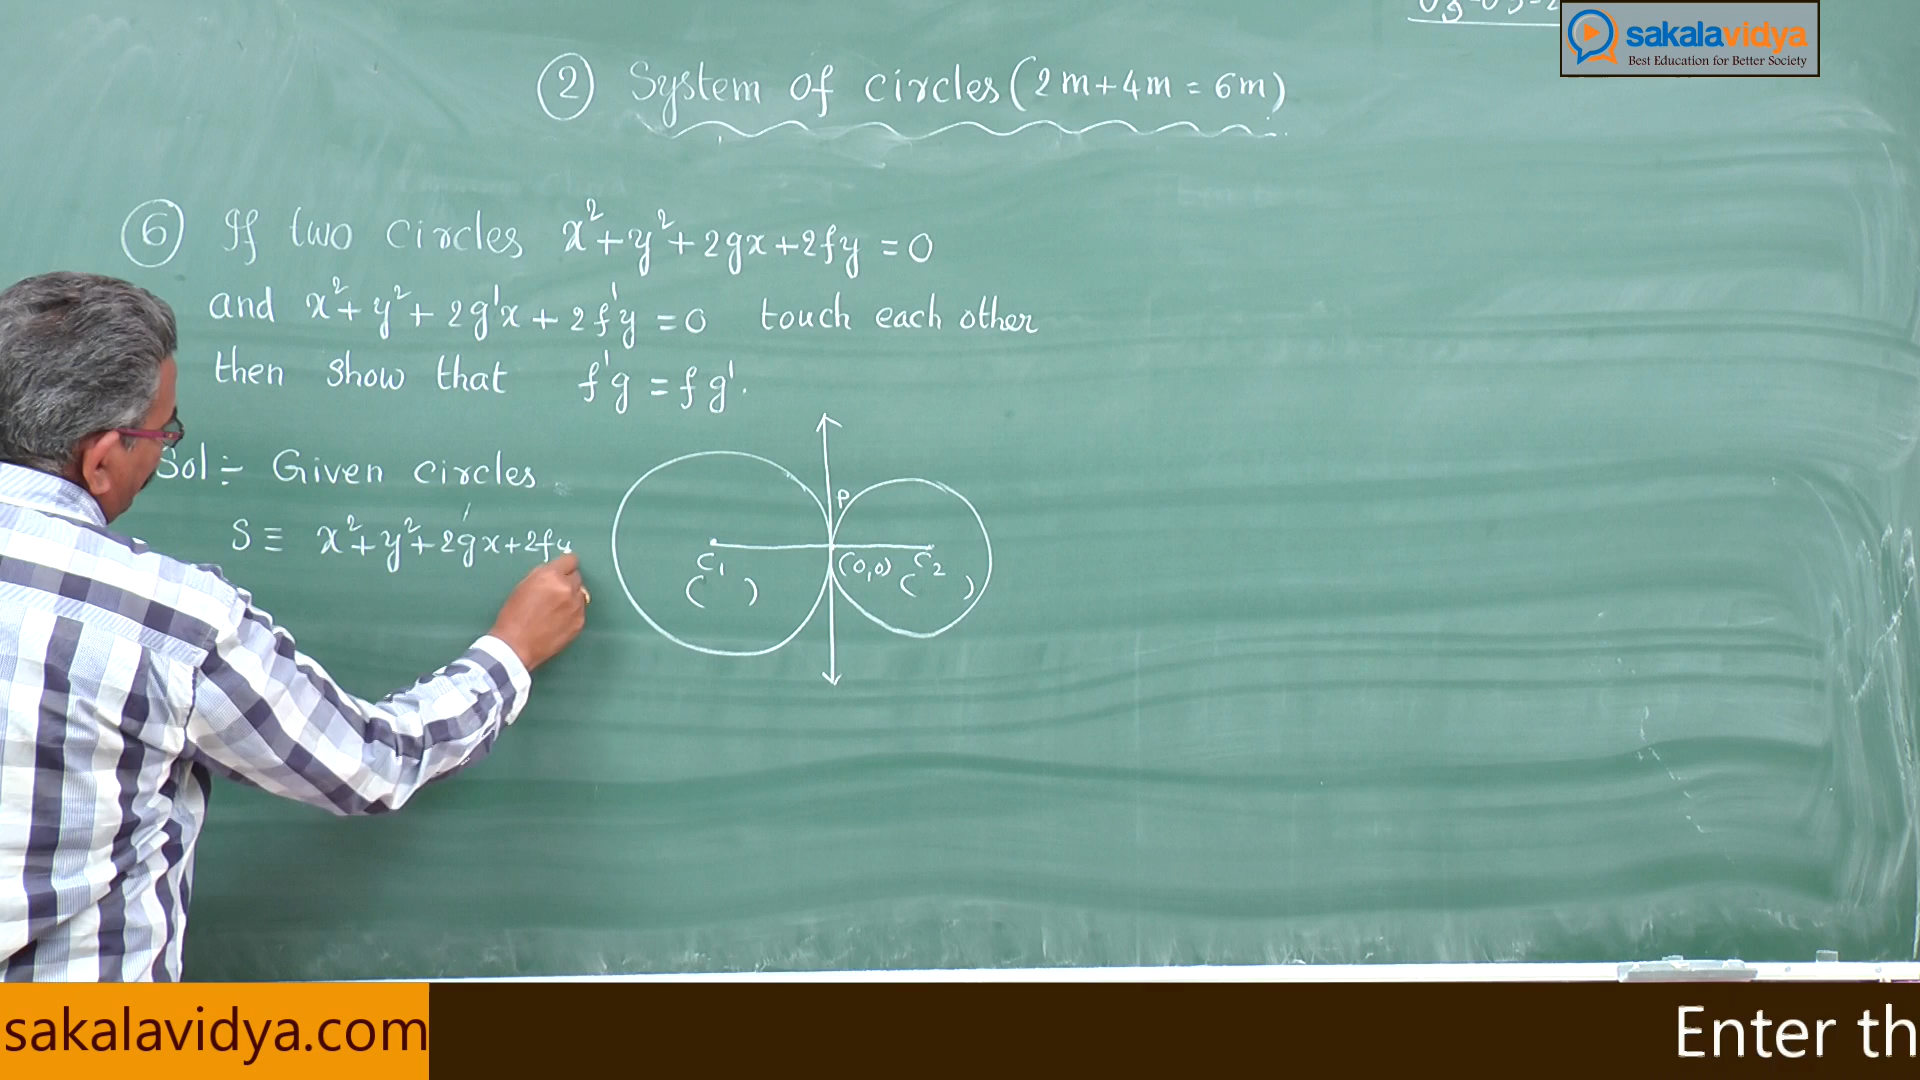 sakalavidya
Best Education for Better Society
② System of circles (2m+4m = 6m)
⑥ If two circles x²+y²+2gx+2fy = 0
and x²+y²+2g'x+2f'y = 0 touch each other
then show that f'g = fg'.
Sol :- Given circles
S ≡ x²+y²+2gx+2fy
P
C₁ (0,0) C₂
( ) ( )
sakalavidya.com
Enter th